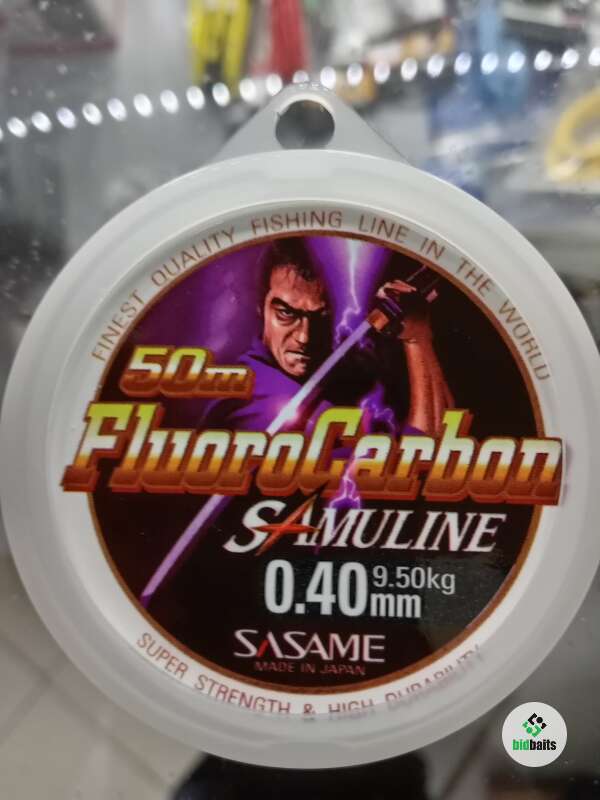 FINEST QUALITY FISHING LINE IN THE WORLD
50m
FluoroCarbon
SAMULINE
0.40mm 9.50kg
SASAME
MADE IN JAPAN
SUPER STRENGTH & HIGH DURABILITY
bidbaits